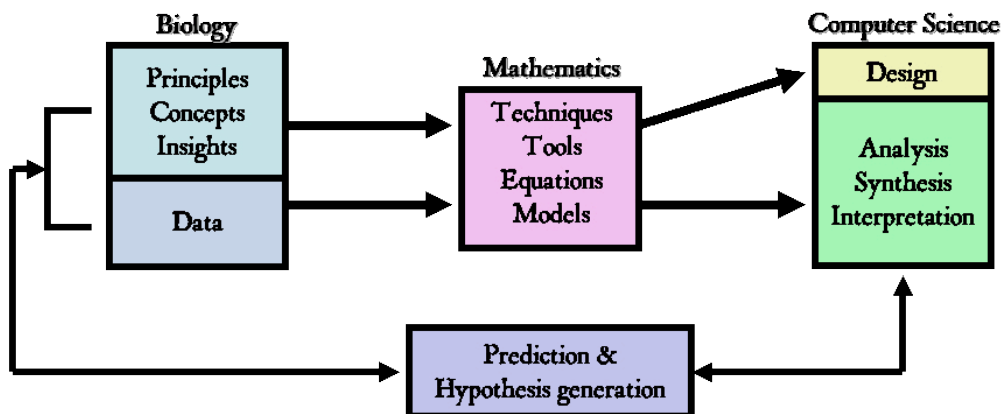 Biology
Principles
Concepts
Insights
Data
Mathematics
Techniques
Tools
Equations
Models
Computer Science
Design
Analysis
Synthesis
Interpretation
Prediction &
Hypothesis generation